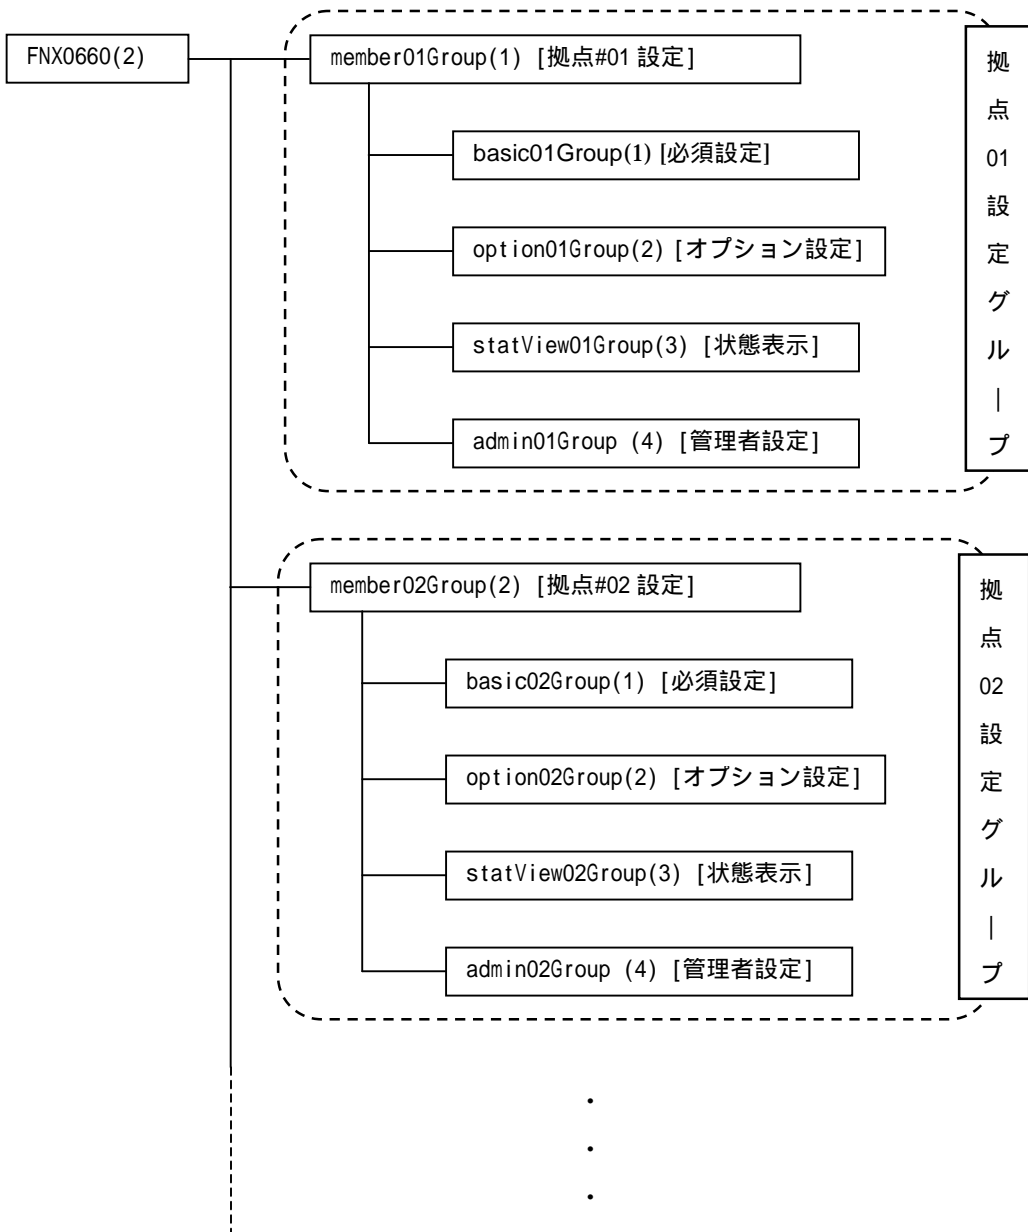 FNX0660(2)
member01Group(1) [拠点#01 設定]
basic01Group(1) [必須設定]
option01Group(2) [オプション設定]
statView01Group(3) [状態表示]
admin01Group (4) [管理者設定]
拠点01設定グループ
member02Group(2) [拠点#02 設定]
basic02Group(1) [必須設定]
option02Group(2) [オプション設定]
statView02Group(3) [状態表示]
admin02Group (4) [管理者設定]
拠点02設定グループ
・
・
・